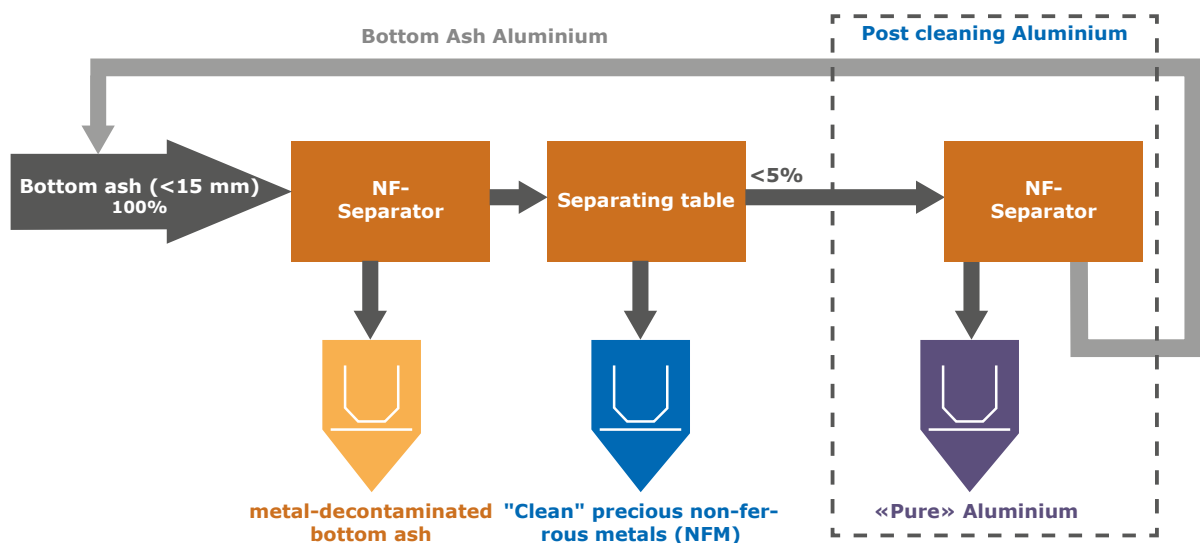 Bottom Ash Aluminium
Post cleaning Aluminium
Bottom ash (<15 mm)
100%
NF-
Separator
Separating table
<5%
NF-
Separator
metal-decontaminated
bottom ash
"Clean" precious non-fer-
rous metals (NFM)
«Pure» Aluminium